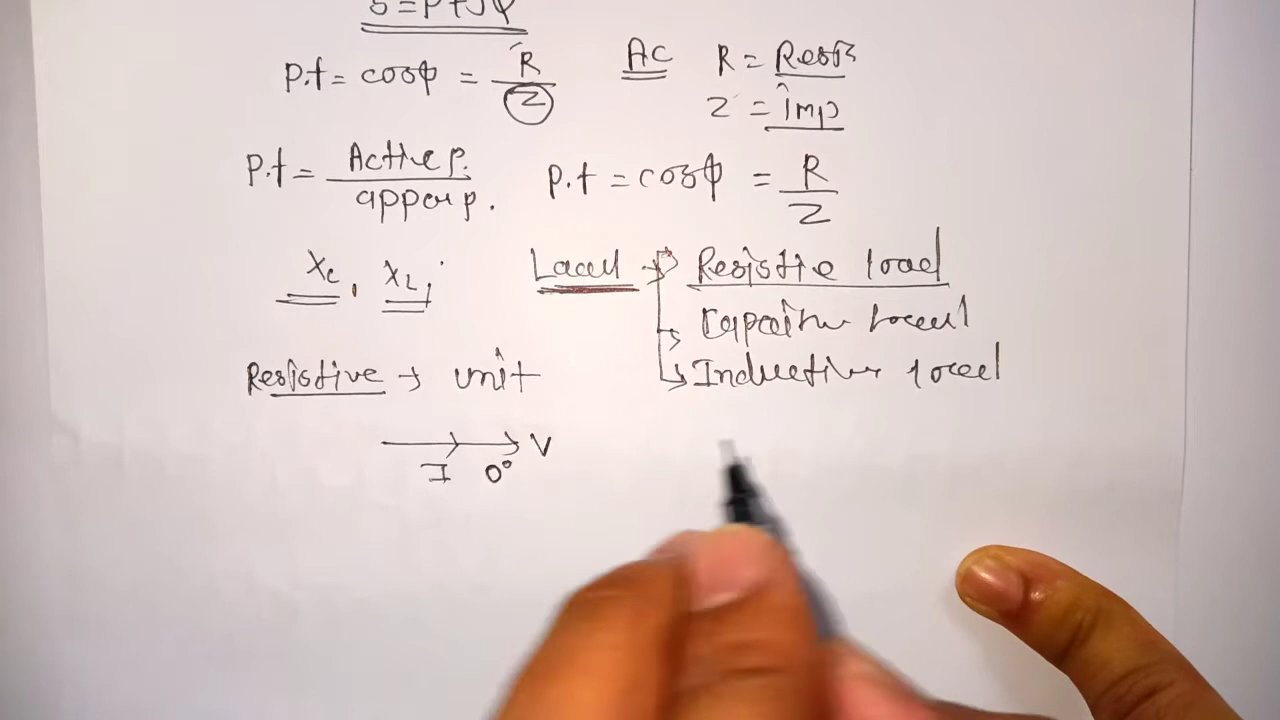 S = P + JQ
P.f = cosφ = R/Z AC R = Resis
Z = imp
P.f = Active p. / appar p. P.f = cosφ = R/Z
Xc, XL, Load → Resistie load
→ Capacitive load
Resistive → unit → Inductive load
I 0° V